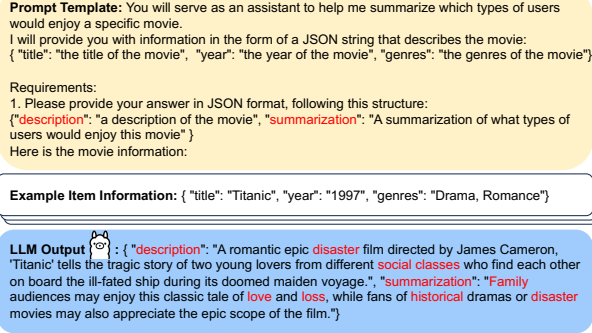 Prompt Template: You will serve as an assistant to help me summarize which types of users
would enjoy a specific movie.
I will provide you with information in the form of a JSON string that describes the movie:
{ "title": "the title of the movie", "year": "the year of the movie", "genres": "the genres of the movie"}
Requirements:
1. Please provide your answer in JSON format, following this structure:
{"description": "a description of the movie", "summarization": "A summarization of what types of
users would enjoy this movie" }
Here is the movie information:
Example Item Information: { "title": "Titanic", "year": "1997", "genres": "Drama, Romance"}
LLM Output : { "description": "A romantic epic disaster film directed by James Cameron,
'Titanic' tells the tragic story of two young lovers from different social classes who find each other
on board the ill-fated ship during its doomed maiden voyage.", "summarization": "Family
audiences may enjoy this classic tale of love and loss, while fans of historical dramas or disaster
movies may also appreciate the epic scope of the film."}